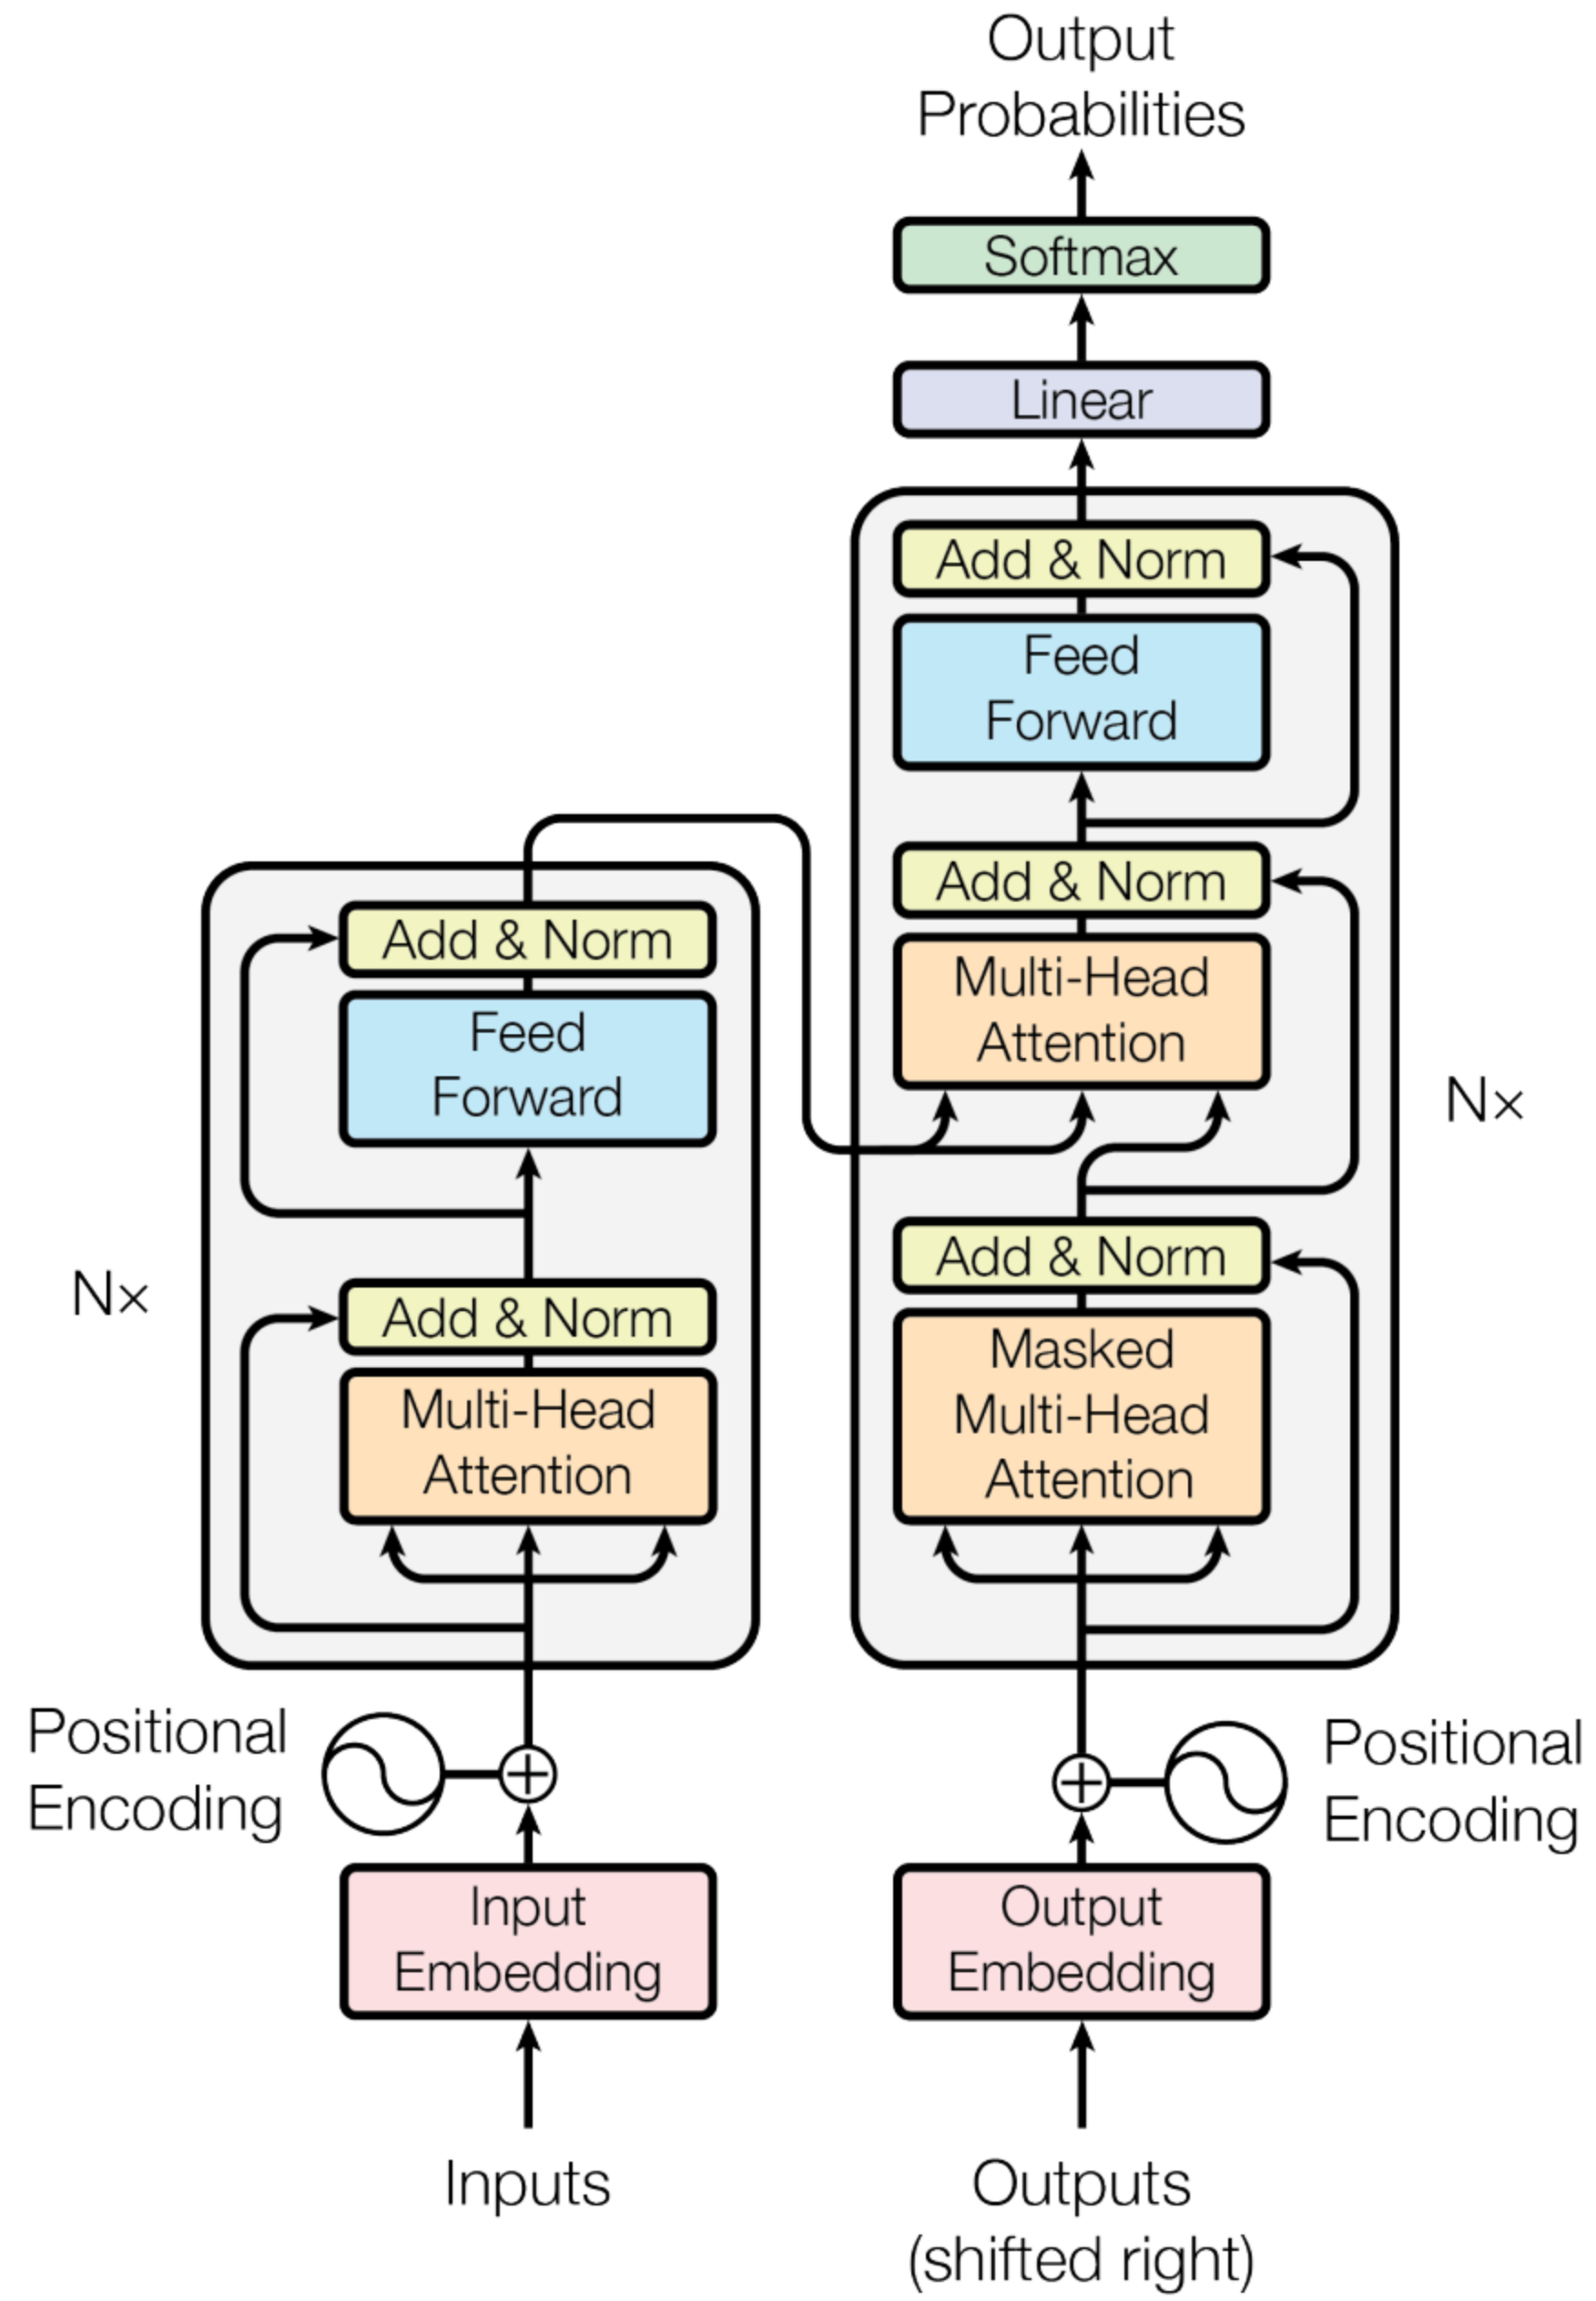 Output
Probabilities
Softmax
Linear
Add & Norm
Feed
Forward
Add & Norm
Multi-Head
Attention
Add & Norm
Masked
Multi-Head
Attention
N×
Add & Norm
Feed
Forward
Add & Norm
Multi-Head
Attention
N×
Positional
Encoding
Positional
Encoding
Input
Embedding
Output
Embedding
Inputs
Outputs
(shifted right)